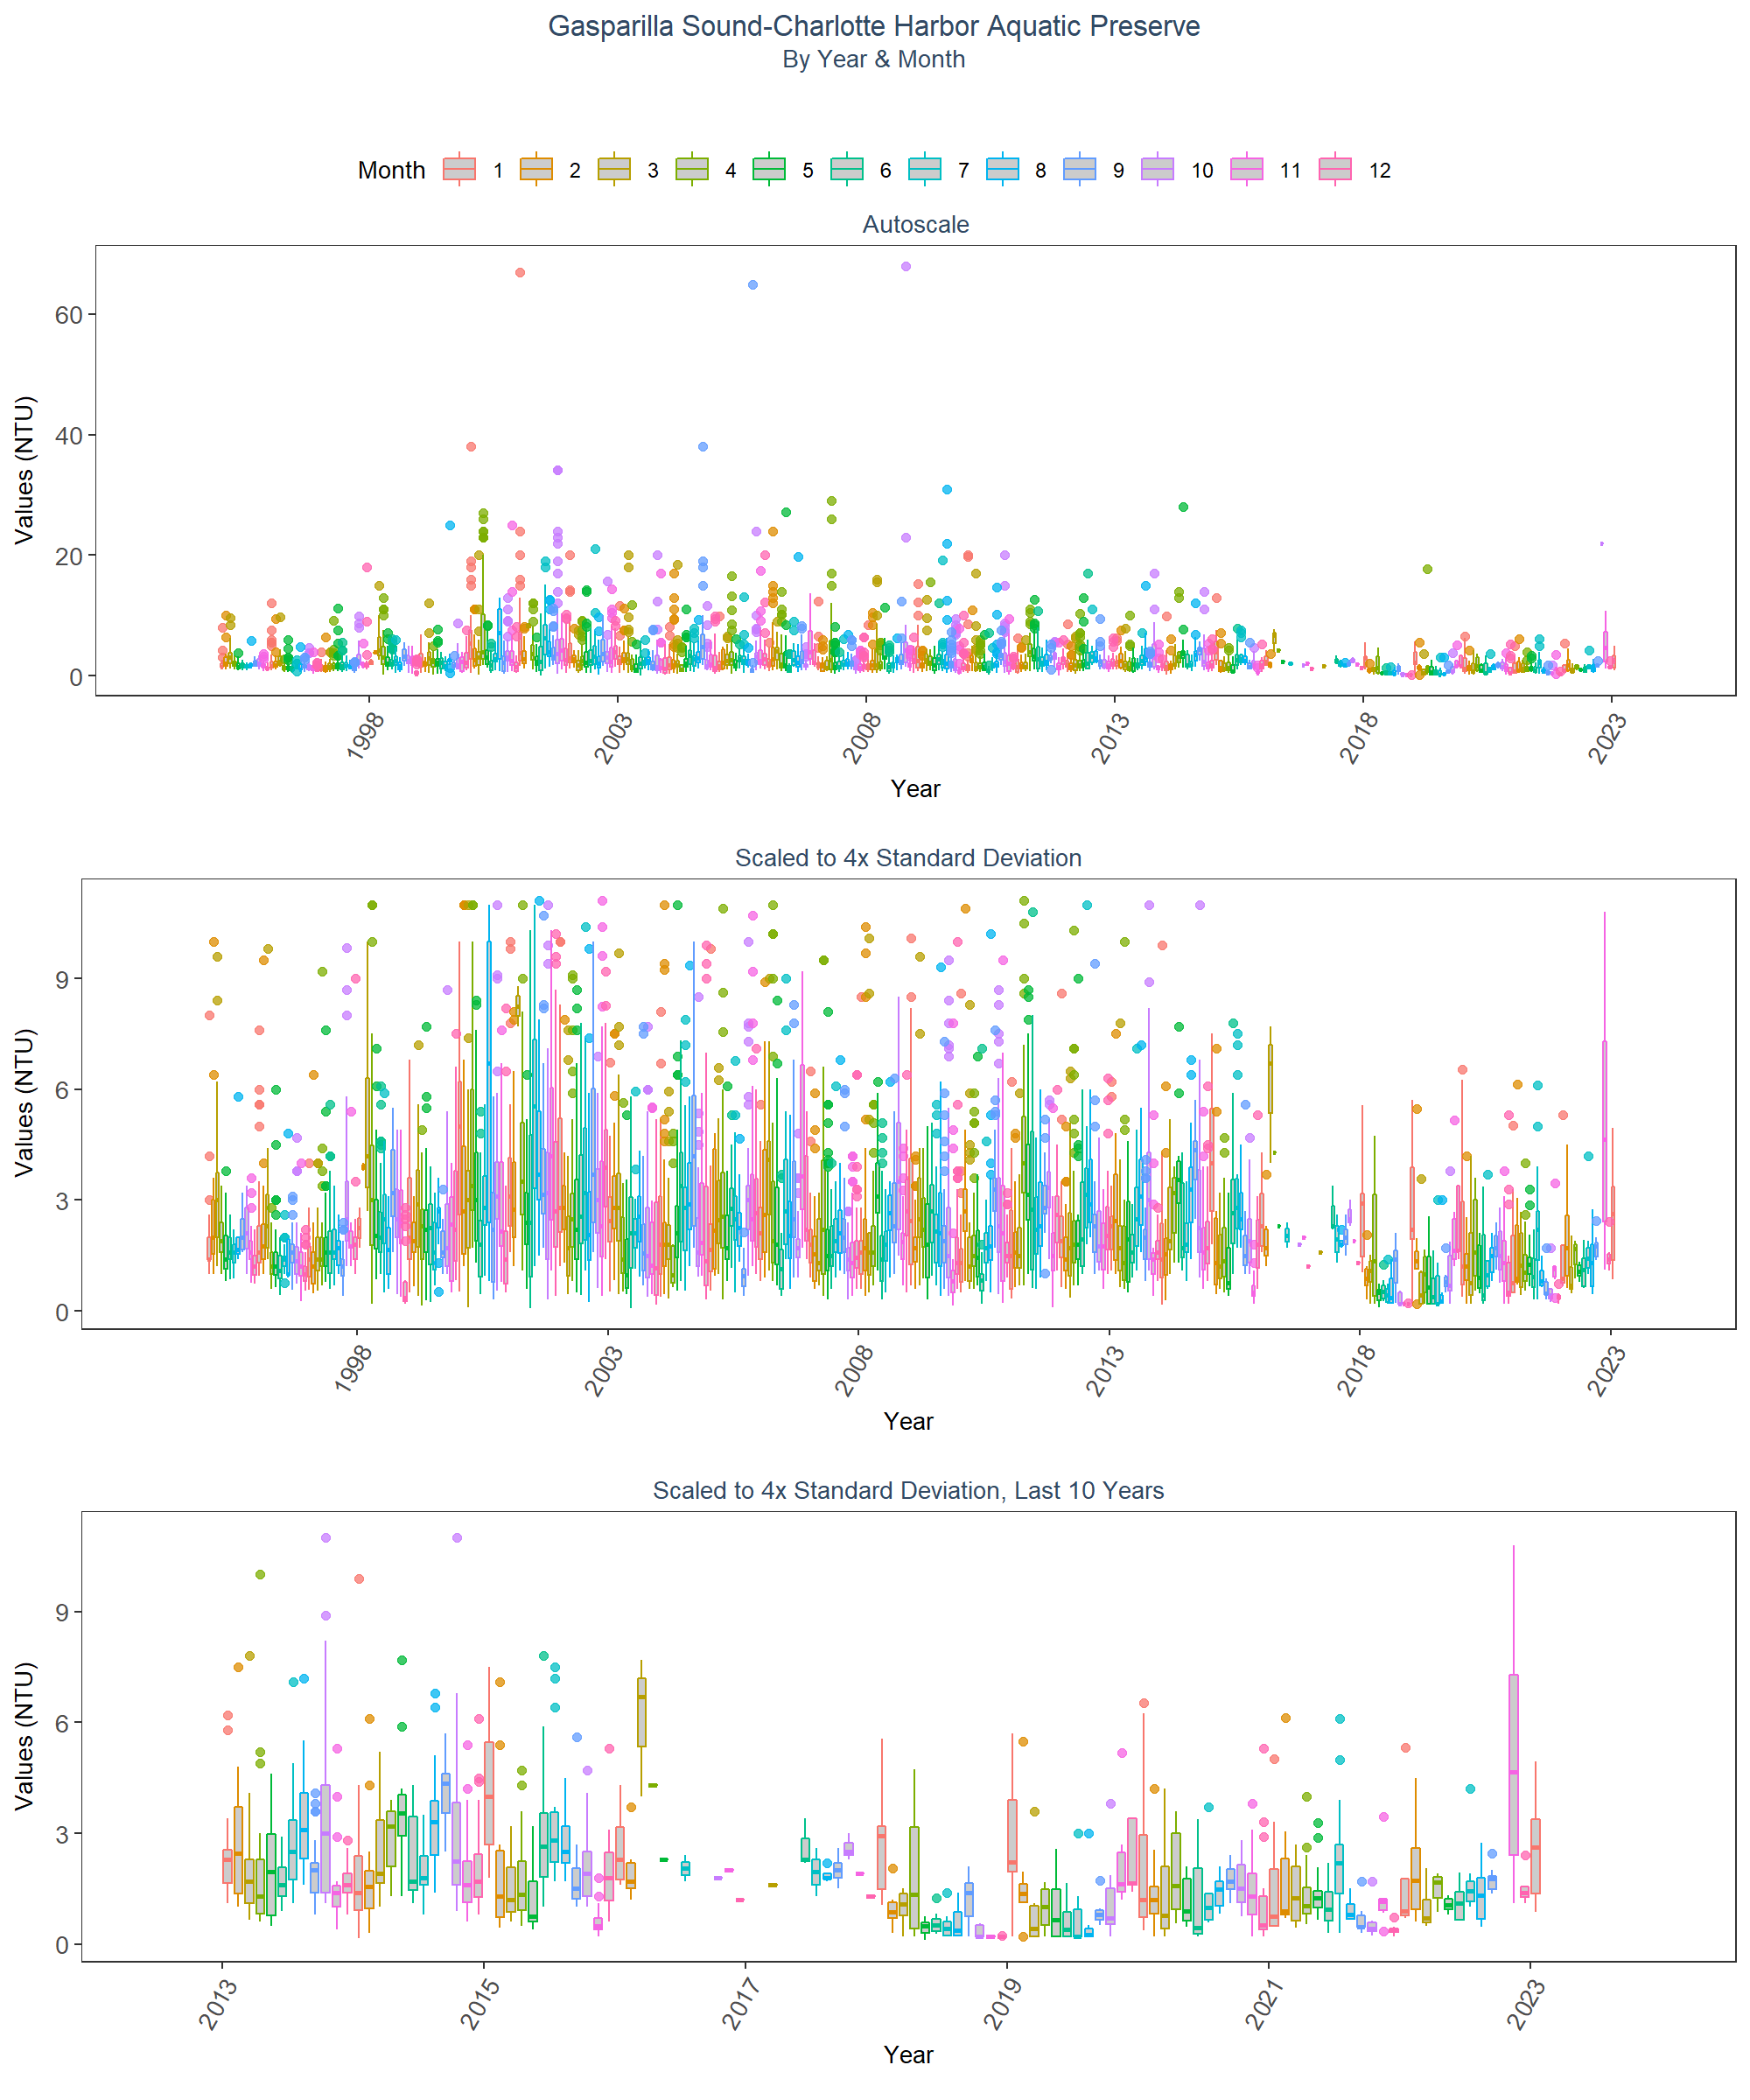 Gasparilla Sound-Charlotte Harbor Aquatic Preserve
By Year & Month
Month 1 2 3 4 5 6 7 8 9 10 11 12
Autoscale
Values (NTU)
60
40
20
0
1998 2003 2008 2013 2018 2023
Year
Scaled to 4x Standard Deviation
Values (NTU)
9
6
3
0
1998 2003 2008 2013 2018 2023
Year
Scaled to 4x Standard Deviation, Last 10 Years
Values (NTU)
9
6
3
0
2013 2015 2017 2019 2021 2023
Year